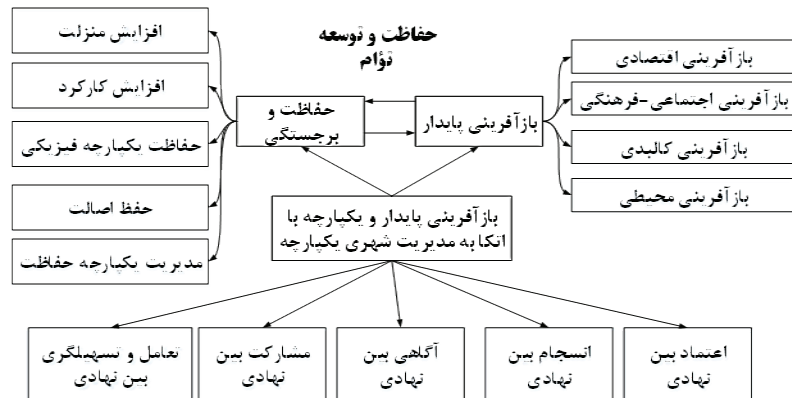 حفاظت و توسعه
تؤام
بازآفرینی اقتصادی
بازآفرینی اجتماعی-فرهنگی
بازآفرینی کالبدی
بازآفرینی محیطی
بازآفرینی پایدار
حفاظت و
برجستگی
افزایش منزلت
افزایش کارکرد
حفاظت یکپارچه فیزیکی
حفظ اصالت
مدیریت یکپارچه حفاظت
بازآفرینی پایدار و یکپارچه با
اتکا به مدیریت شهری یکپارچه
اعتماد بین
نهادی
انسجام بین
نهادی
آگاهی بین
نهادی
مشارکت بین
نهادی
تعامل و تسهیلگری
بین نهادی